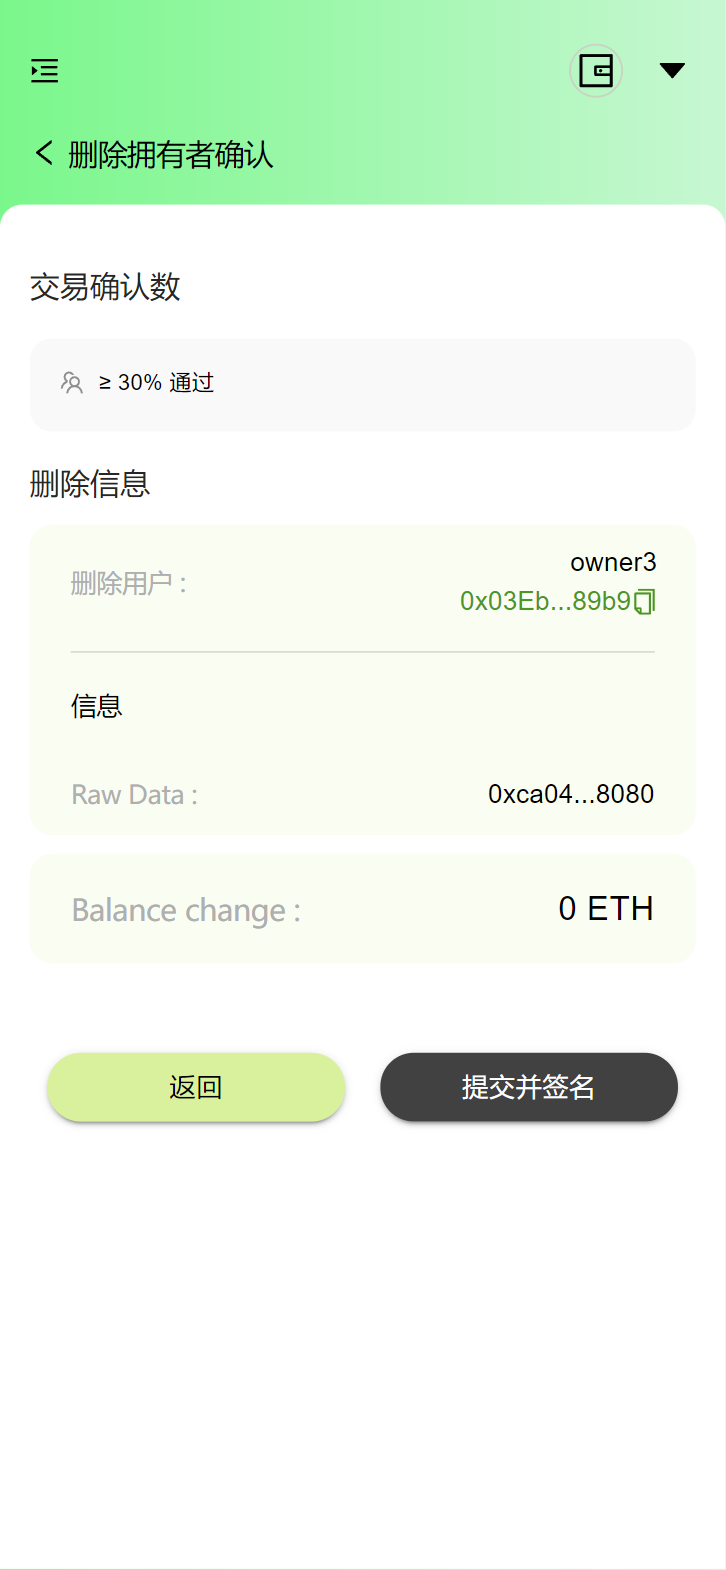 删除拥有者确认
交易确认数
≥ 30% 通过
删除信息
owner3
删除用户 :
0x03Eb...89b9
信息
Raw Data : 0xca04...8080
Balance change : 0 ETH
返回 提交并签名